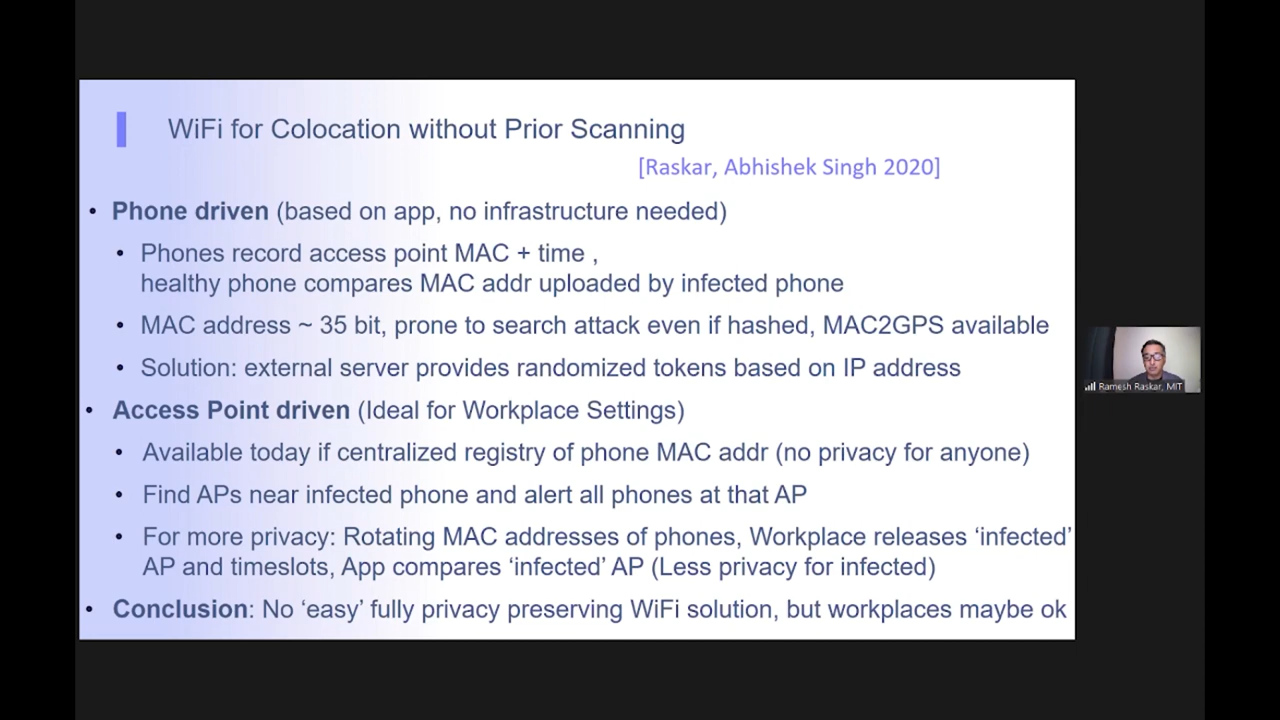 WiFi for Colocation without Prior Scanning
[Raskar, Abhishek Singh 2020]
• Phone driven (based on app, no infrastructure needed)
• Phones record access point MAC + time ,
healthy phone compares MAC addr uploaded by infected phone
• MAC address ~ 35 bit, prone to search attack even if hashed, MAC2GPS available
• Solution: external server provides randomized tokens based on IP address
• Access Point driven (Ideal for Workplace Settings)
• Available today if centralized registry of phone MAC addr (no privacy for anyone)
• Find APs near infected phone and alert all phones at that AP
• For more privacy: Rotating MAC addresses of phones, Workplace releases ‘infected’
AP and timeslots, App compares ‘infected’ AP (Less privacy for infected)
• Conclusion: No ‘easy’ fully privacy preserving WiFi solution, but workplaces maybe ok
Ramesh Raskar, MIT